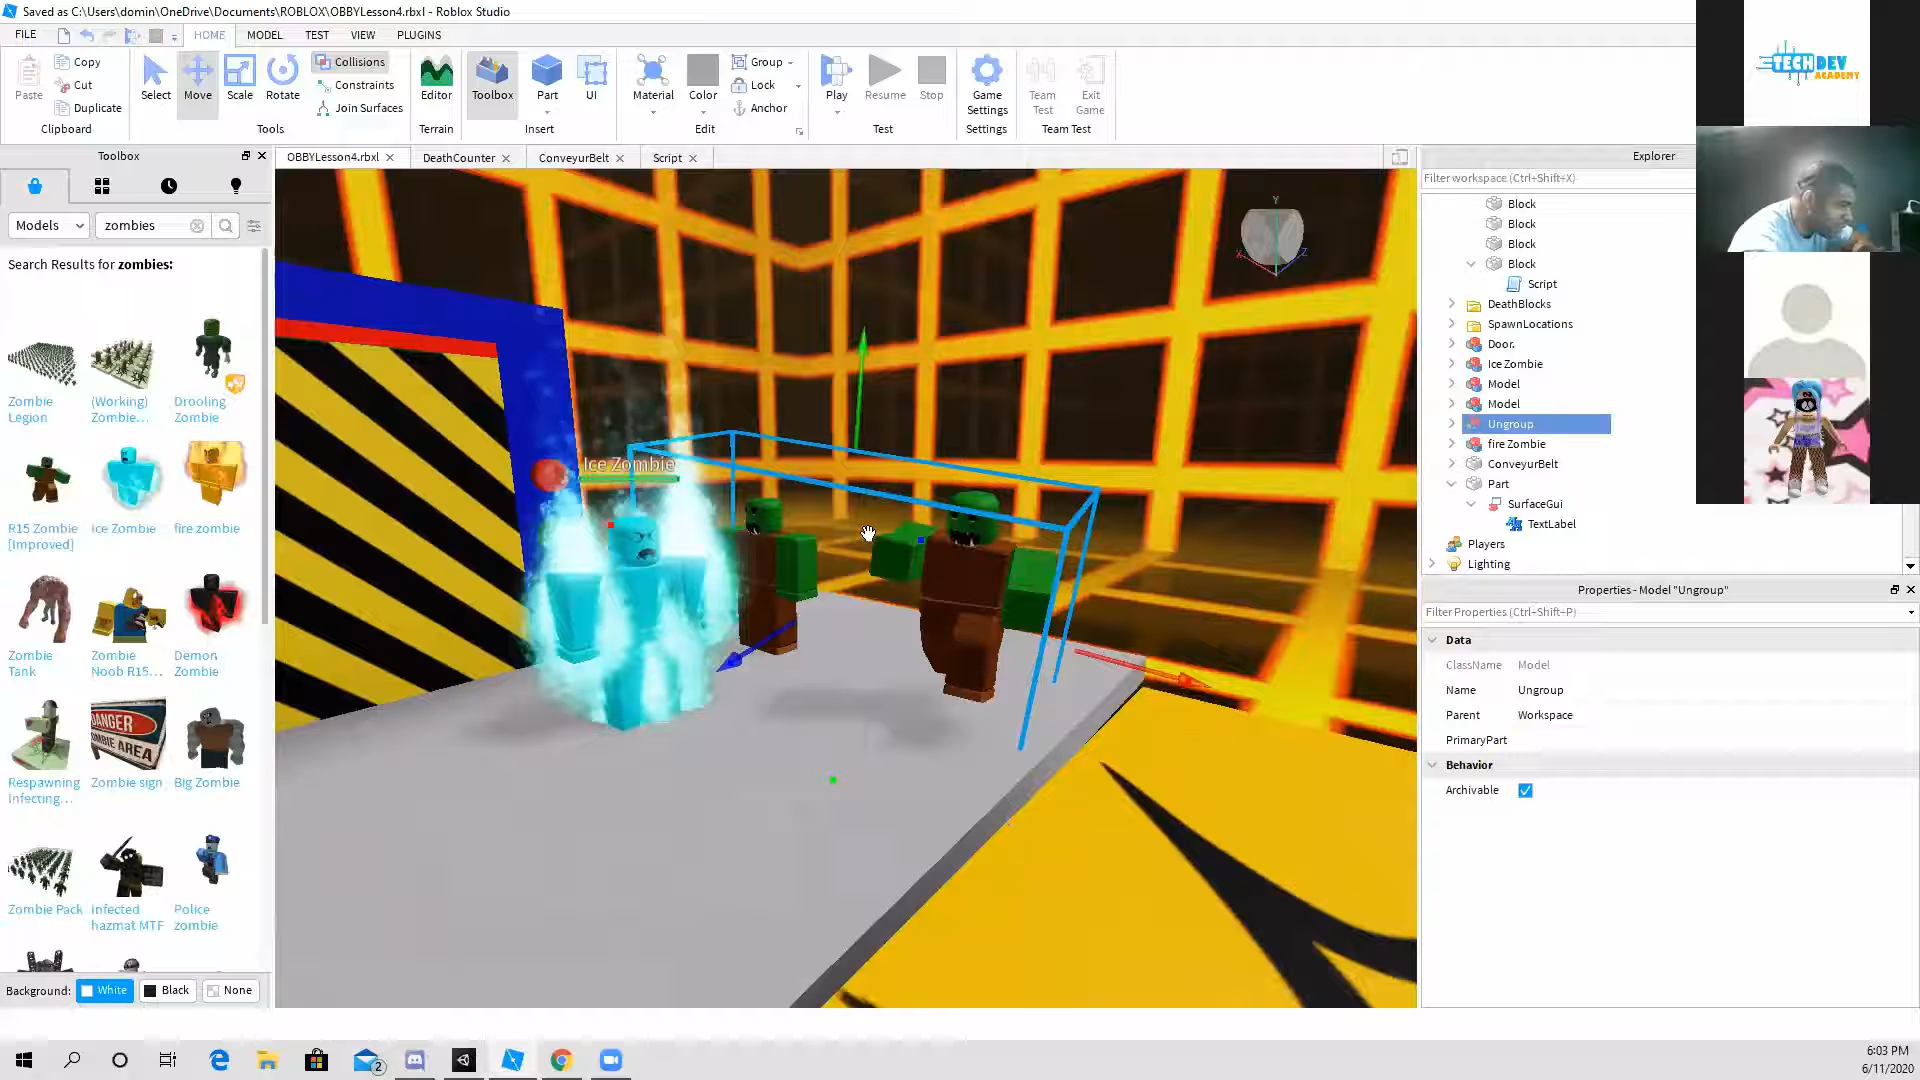 Saved as C:\Users\domin\OneDrive\Documents\ROBLOX\OBBYLesson4.rbxl - Roblox Studio
FILE HOME MODEL TEST VIEW PLUGINS
Paste
Copy
Cut
Duplicate
Clipboard
Select Move Scale Rotate
Collisions
Constraints
Join Surfaces
Tools
Editor
Terrain
Toolbox Part UI
Insert
Material Color
Group
Lock
Anchor
Edit
Play Resume Stop
Test
Game
Settings
Settings
Team
Test
Exit
Game
Team Test
TECHDEV
ACADEMY
Toolbox
OBBYLesson4.rbxl DeathCounter ConveyurBelt Script
Models zombies
Search Results for zombies:
Zombie
Legion
(Working)
Zombie...
Drooling
Zombie
R15 Zombie
[Improved]
Ice Zombie
fire zombie
Zombie
Tank
Zombie
Noob R15...
Demon
Zombie
DANGER
ZOMBIE AREA
Respawning
Infecting...
Zombie sign
Big Zombie
Zombie Pack
Infected
hazmat MTF
Police
zombie
Background: White Black None
Y
X
Z
Ice Zombie
Explorer
Filter workspace (Ctrl+Shift+X)
Block
Block
Block
Block
Script
DeathBlocks
SpawnLocations
Door.
Ice Zombie
Model
Model
Ungroup
fire Zombie
ConveyurBelt
Part
SurfaceGui
TextLabel
Players
Lighting
Properties - Model "Ungroup"
Filter Properties (Ctrl+Shift+P)
Data
ClassName Model
Name Ungroup
Parent Workspace
PrimaryPart
Behavior
Archivable
2
6:03 PM
6/11/2020